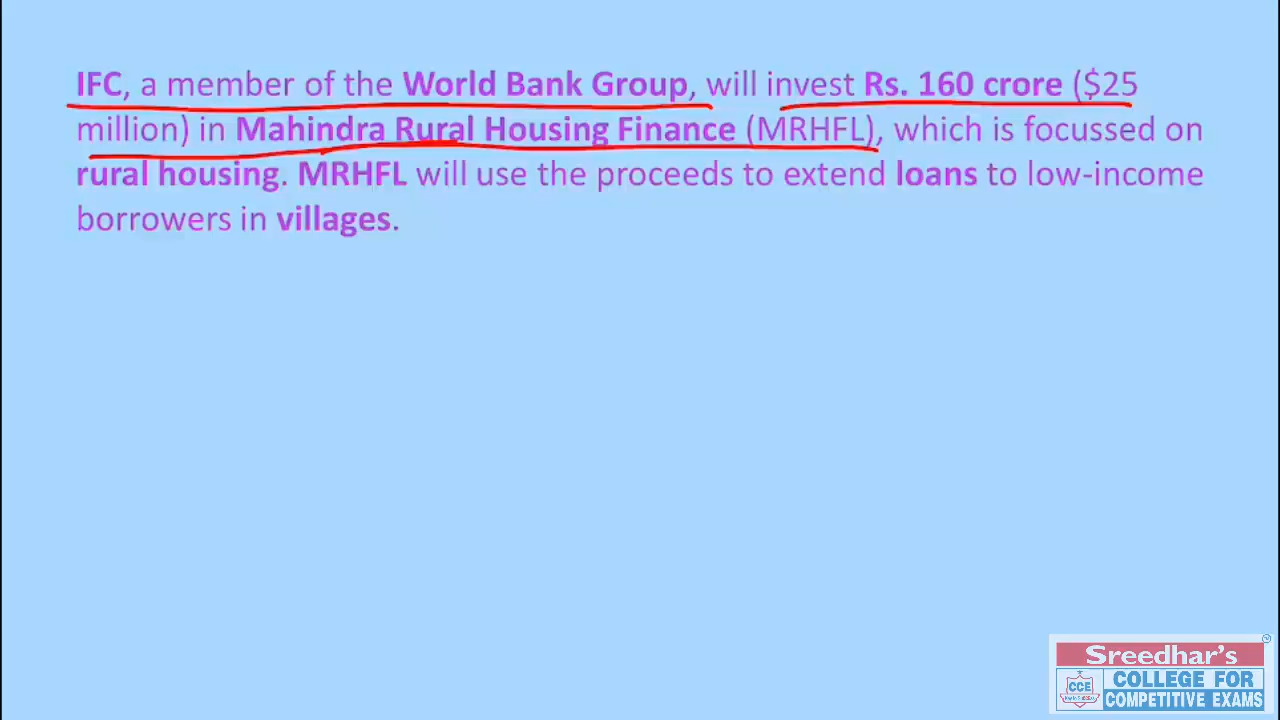 IFC, a member of the World Bank Group, will invest Rs. 160 crore ($25
million) in Mahindra Rural Housing Finance (MRHFL), which is focussed on
rural housing. MRHFL will use the proceeds to extend loans to low-income
borrowers in villages.
Sreedhar's
CCE
COLLEGE FOR
COMPETITIVE EXAMS